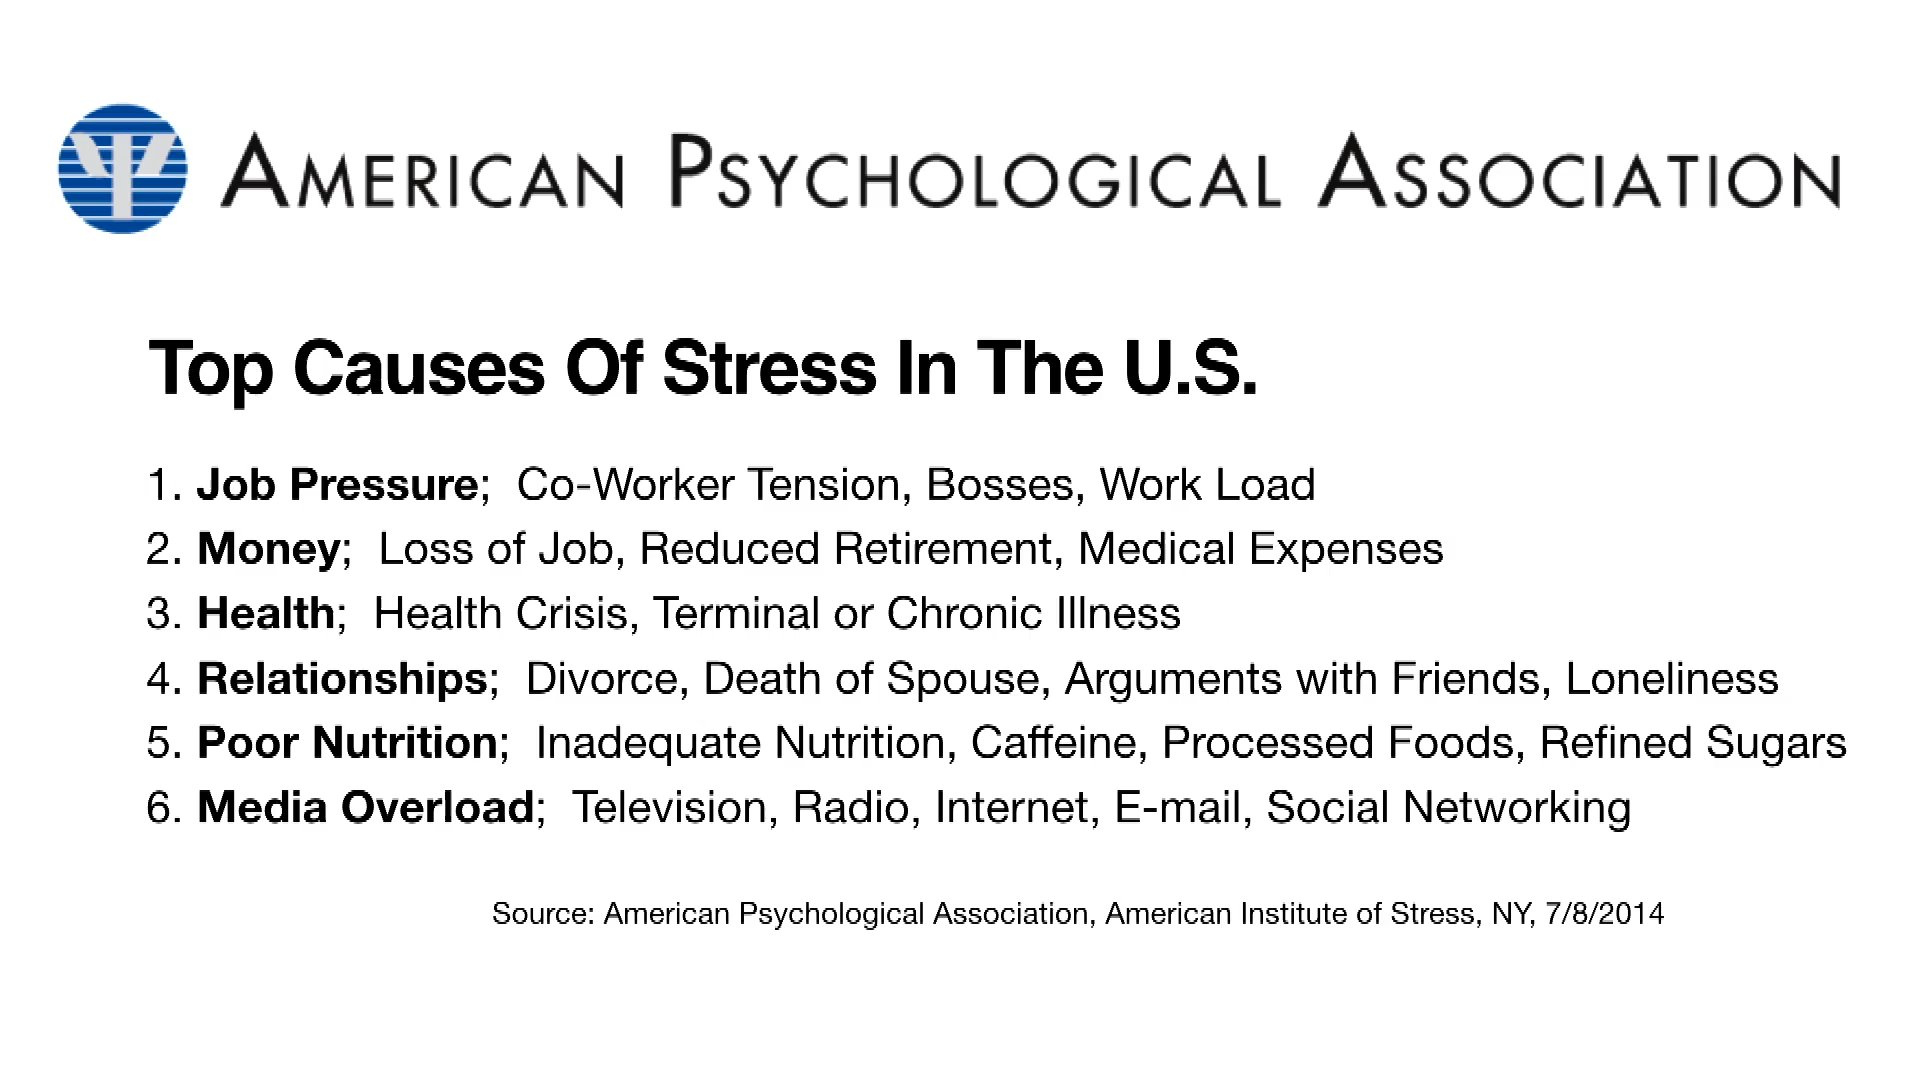 AMERICAN PSYCHOLOGICAL ASSOCIATION
Top Causes Of Stress In The U.S.
1. Job Pressure; Co-Worker Tension, Bosses, Work Load
2. Money; Loss of Job, Reduced Retirement, Medical Expenses
3. Health; Health Crisis, Terminal or Chronic Illness
4. Relationships; Divorce, Death of Spouse, Arguments with Friends, Loneliness
5. Poor Nutrition; Inadequate Nutrition, Caffeine, Processed Foods, Refined Sugars
6. Media Overload; Television, Radio, Internet, E-mail, Social Networking
Source: American Psychological Association, American Institute of Stress, NY, 7/8/2014